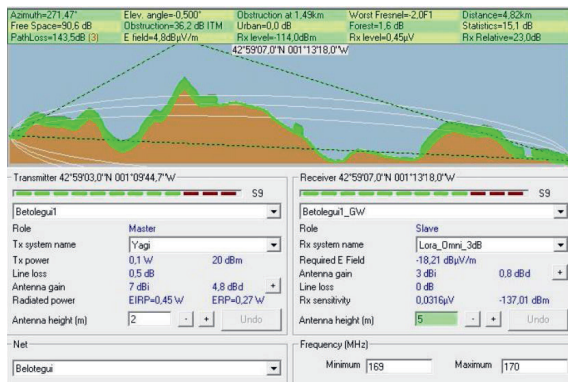 Azimuth=271,47° Elev. angle=-0,500° Obstruction at 1,49km Worst Fresnel=-2,0F1 Distance=4,82km
Free Space=90,6 dB Obstruction=36,2 dB ITM Urban=0,0 dB Forest=1,6 dB Statistics=15,1 dB
PathLoss=143,5dB (3) E field=4,8dBµV/m Rx level=-114,0dBm Rx level=0,45µV Rx Relative=23,0dB
42°59'07,0"N 001°13'18,0"W
Transmitter 42°59'03,0"N 001°09'44,7"W Receiver 42°59'07,0"N 001°13'18,0"W
S9 S9
Betolegui1 Betolegui1_GW
Role Master Role Slave
Tx system name Yagi Rx system name Lora_Omni_3dB
Tx power 0,1 W 20 dBm Required E Field -18,21 dBµV/m
Line loss 0,5 dB Antenna gain 3 dBi 0,8 dBd +
Antenna gain 7 dBi 4,8 dBd + Line loss 0 dB
Radiated power EIRP=0,45 W ERP=0,27 W Rx sensitivity 0,0316µV -137,01 dBm
Antenna height (m) 2 - + Undo Antenna height (m) 5 - + Undo
Net Frequency (MHz)
Belotegui Minimum 169 Maximum 170